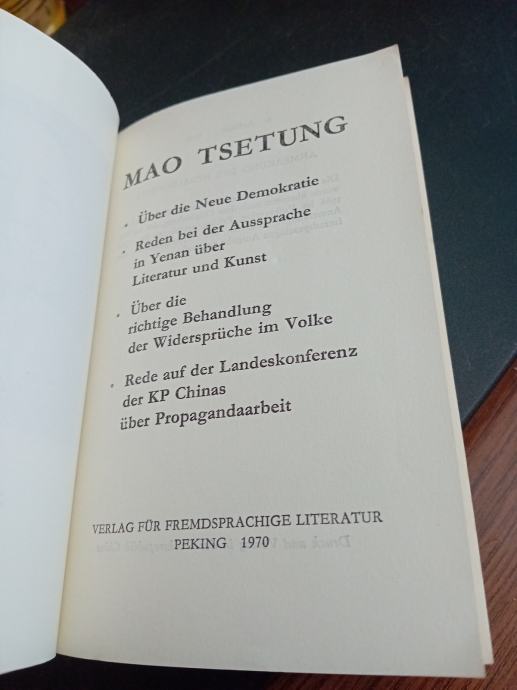 MAO TSETUNG
· Über die Neue Demokratie
· Reden bei der Aussprache
in Yenan über
Literatur und Kunst
· Über die
richtige Behandlung
der Widersprüche im Volke
· Rede auf der Landeskonferenz
der KP Chinas
über Propagandaarbeit
VERLAG FÜR FREMDSPRACHIGE LITERATUR
PEKING 1970